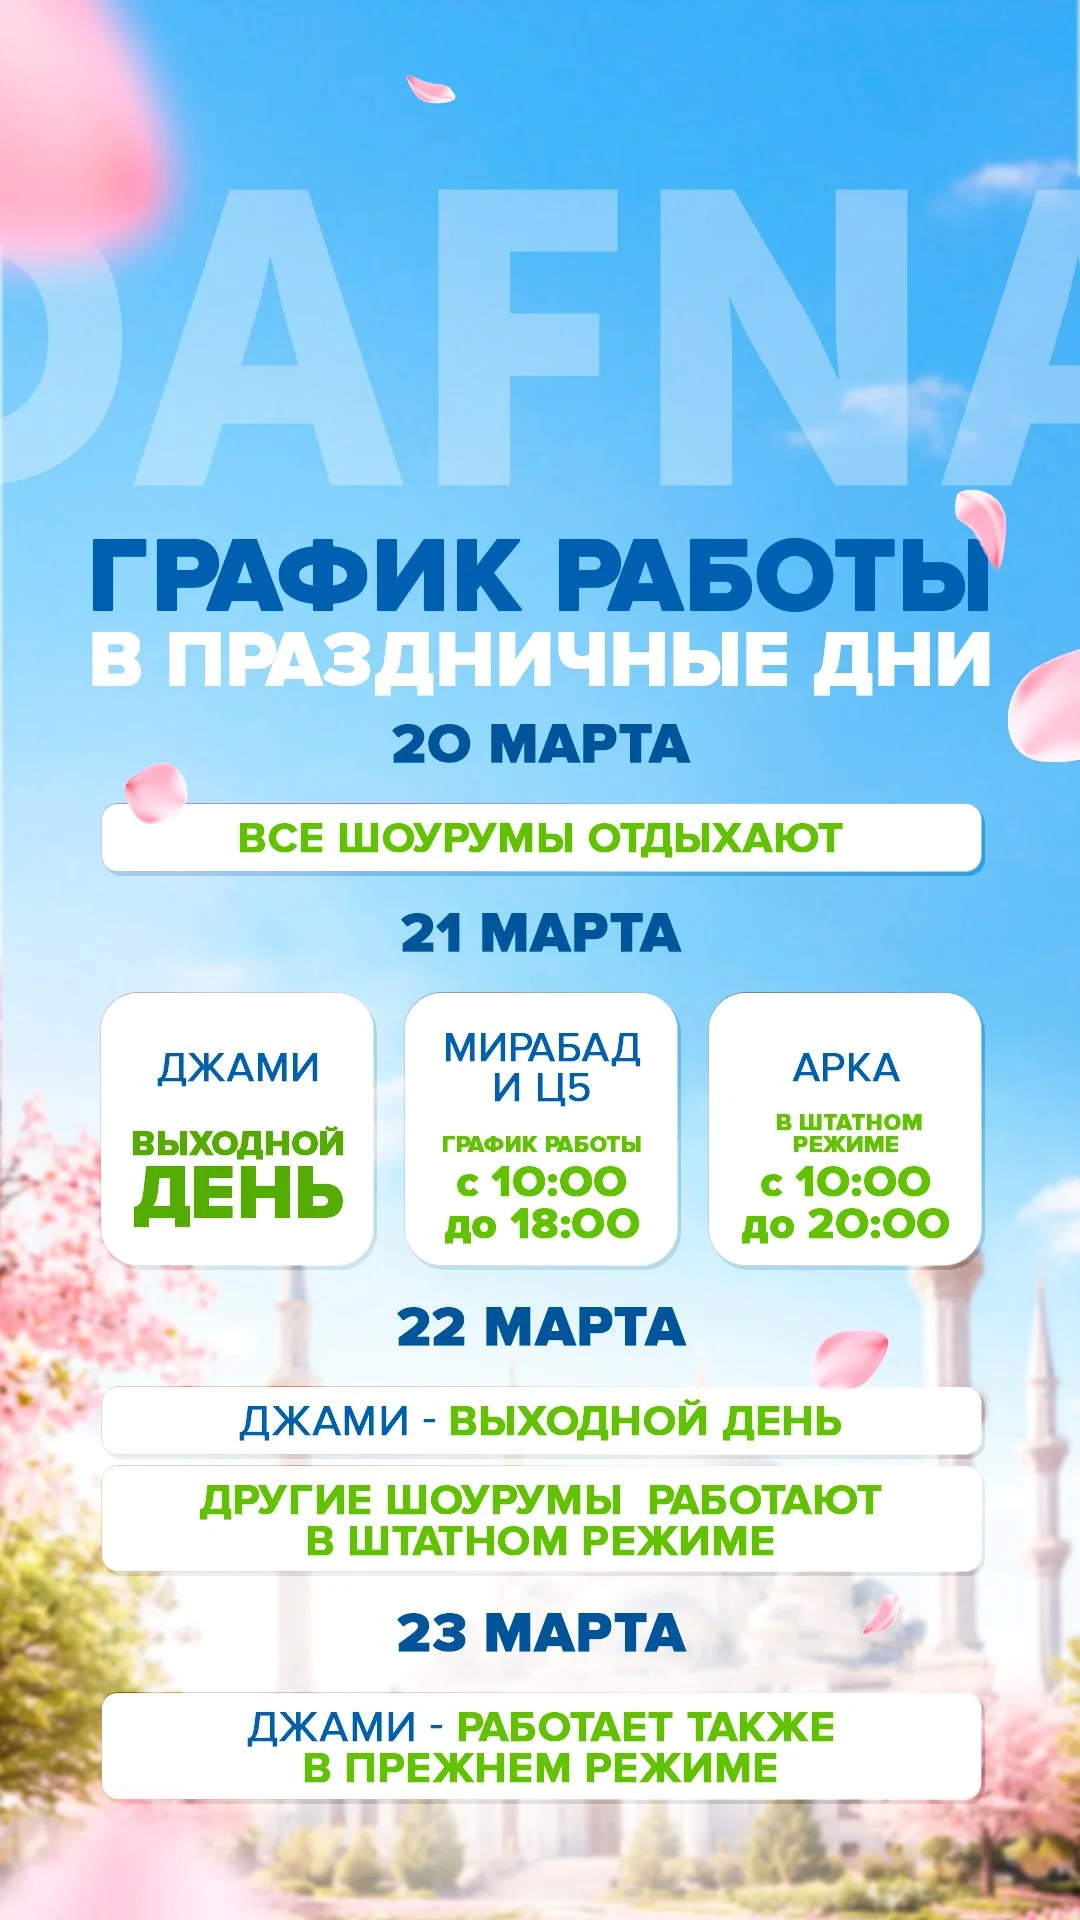 DAFNA
ГРАФИК РАБОТЫ
В ПРАЗДНИЧНЫЕ ДНИ
20 МАРТА
ВСЕ ШОУРУМЫ ОТДЫХАЮТ
21 МАРТА
ДЖАМИ
ВЫХОДНОЙ
ДЕНЬ
МИРАБАД
И Ц5
ГРАФИК РАБОТЫ
с 10:00
до 18:00
АРКА
В ШТАТНОМ
РЕЖИМЕ
с 10:00
до 20:00
22 МАРТА
ДЖАМИ - ВЫХОДНОЙ ДЕНЬ
ДРУГИЕ ШОУРУМЫ РАБОТАЮТ
В ШТАТНОМ РЕЖИМЕ
23 МАРТА
ДЖАМИ - РАБОТАЕТ ТАКЖЕ
В ПРЕЖНЕМ РЕЖИМЕ